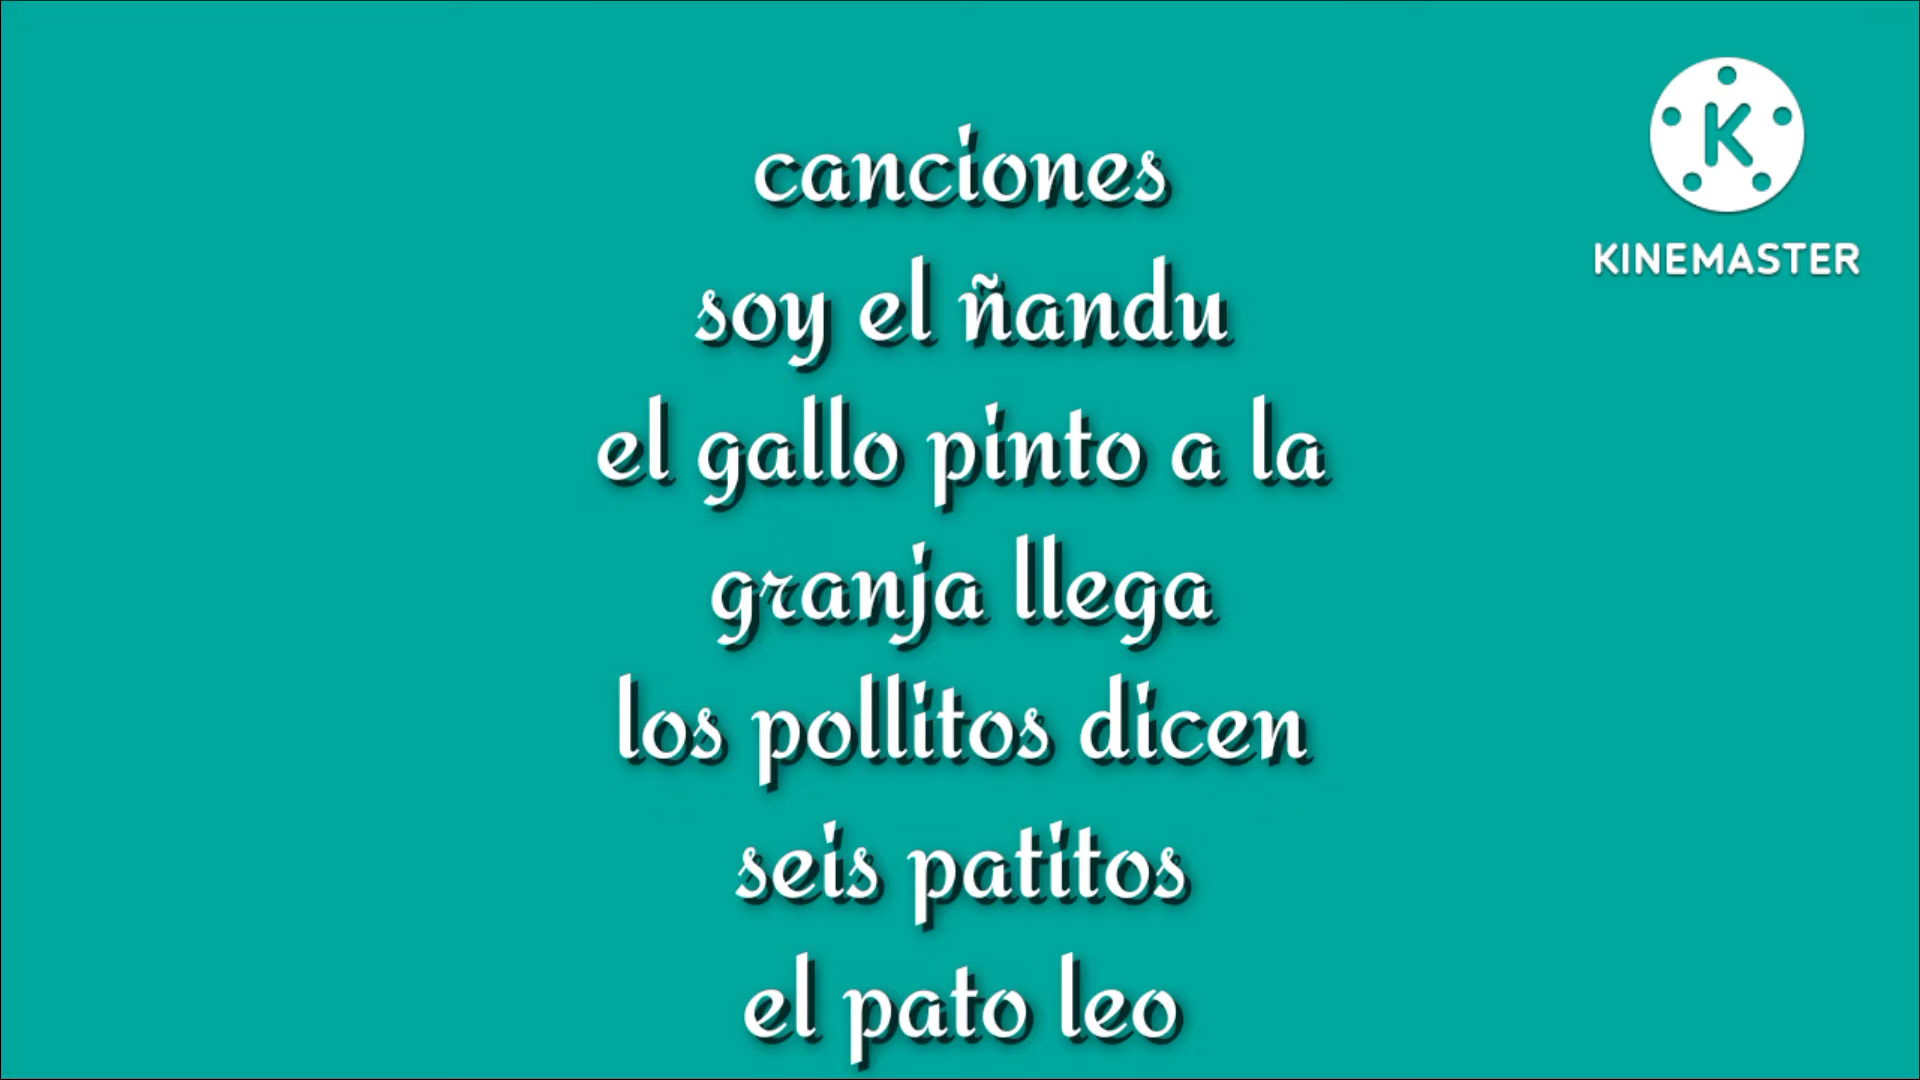 canciones
soy el ñandu
el gallo pinto a la
granja llega
los pollitos dicen
seis patitos
el pato leo
K
KINEMASTER